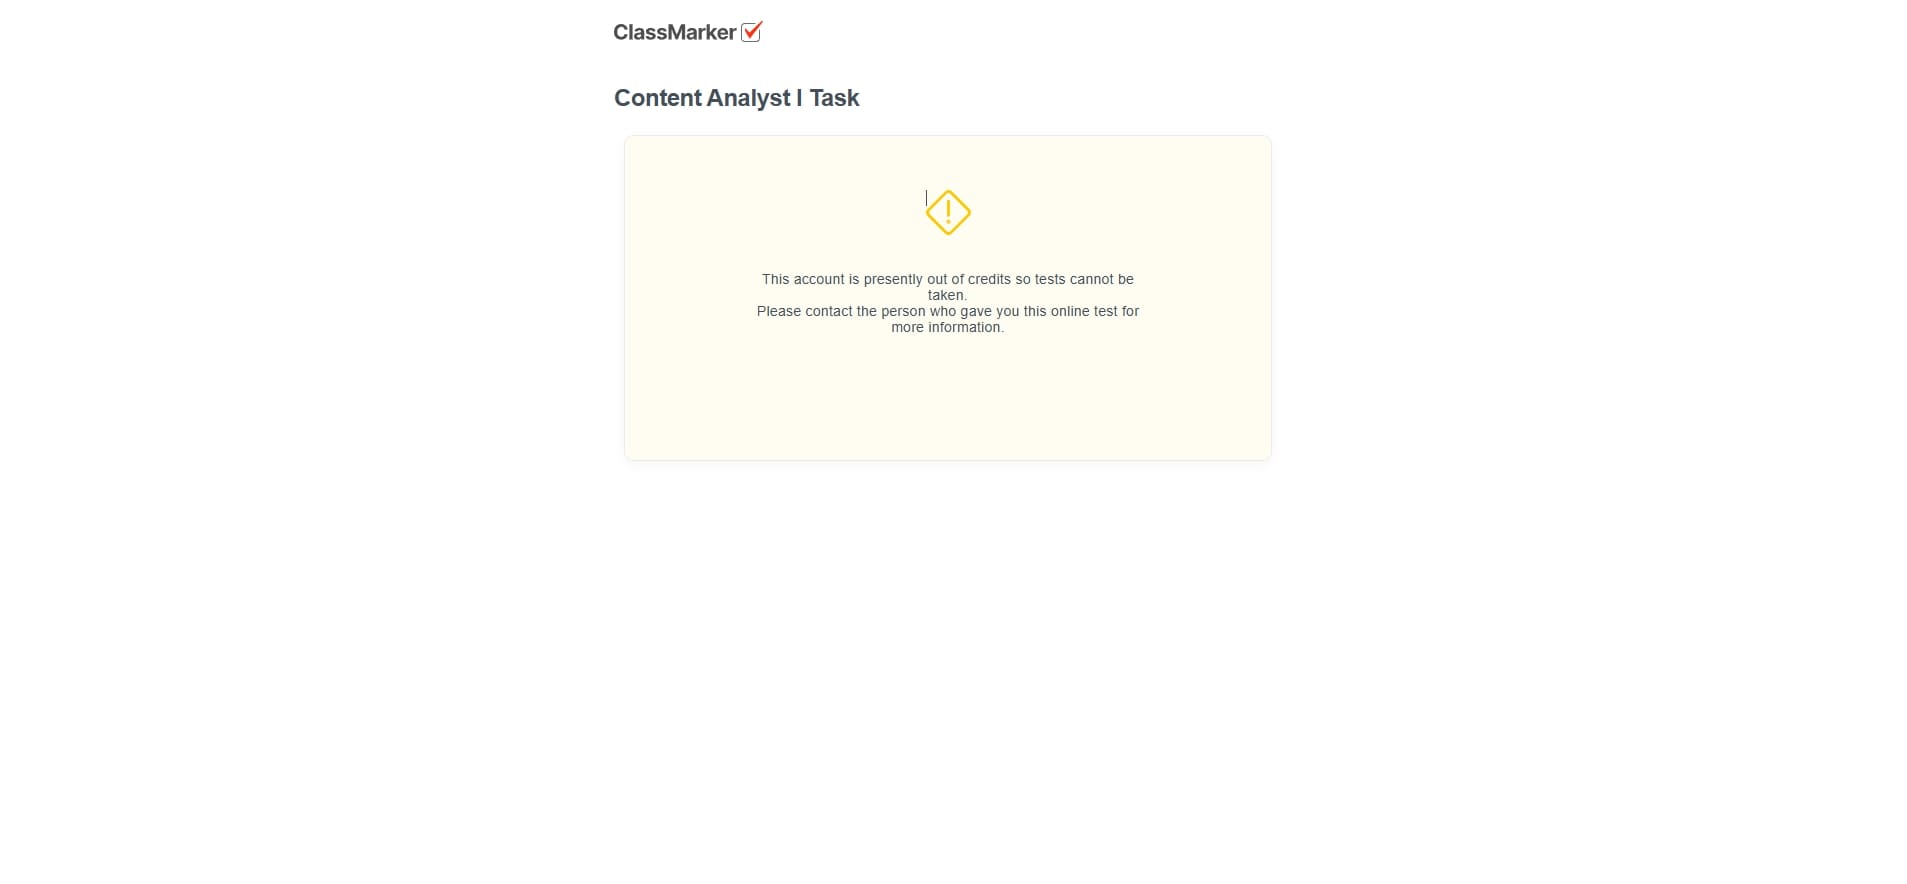 ClassMarker
Content Analyst I Task
This account is presently out of credits so tests cannot be
taken.
Please contact the person who gave you this online test for
more information.